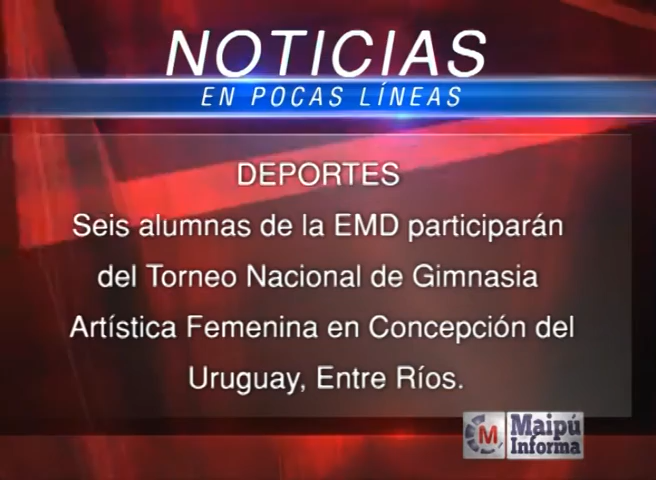 NOTICIAS
EN POCAS LÍNEAS
DEPORTES
Seis alumnas de la EMD participarán
del Torneo Nacional de Gimnasia
Artística Femenina en Concepción del
Uruguay, Entre Ríos.
M Maipú
Informa